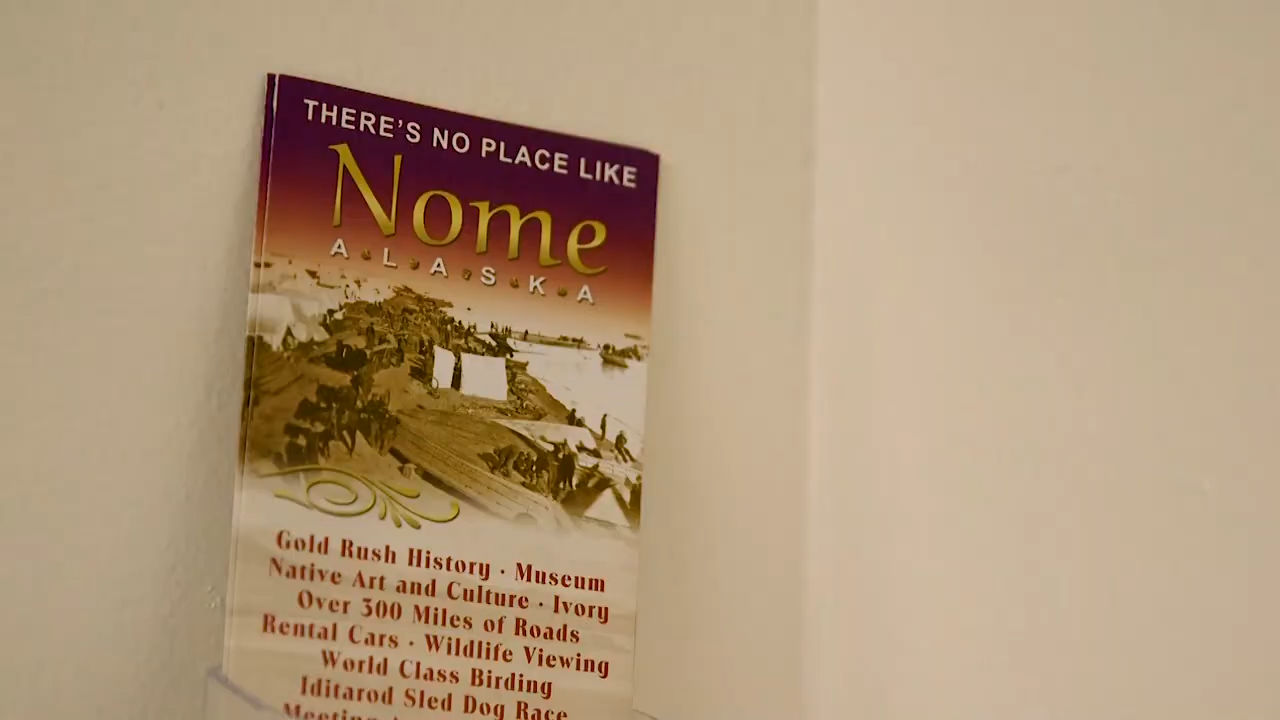 THERE'S NO PLACE LIKE
Nome
A·L·A·S·K·A
Gold Rush History · Museum
Native Art and Culture · Ivory
Over 300 Miles of Roads
Rental Cars · Wildlife Viewing
World Class Birding
Iditarod Sled Dog Race
Meeting